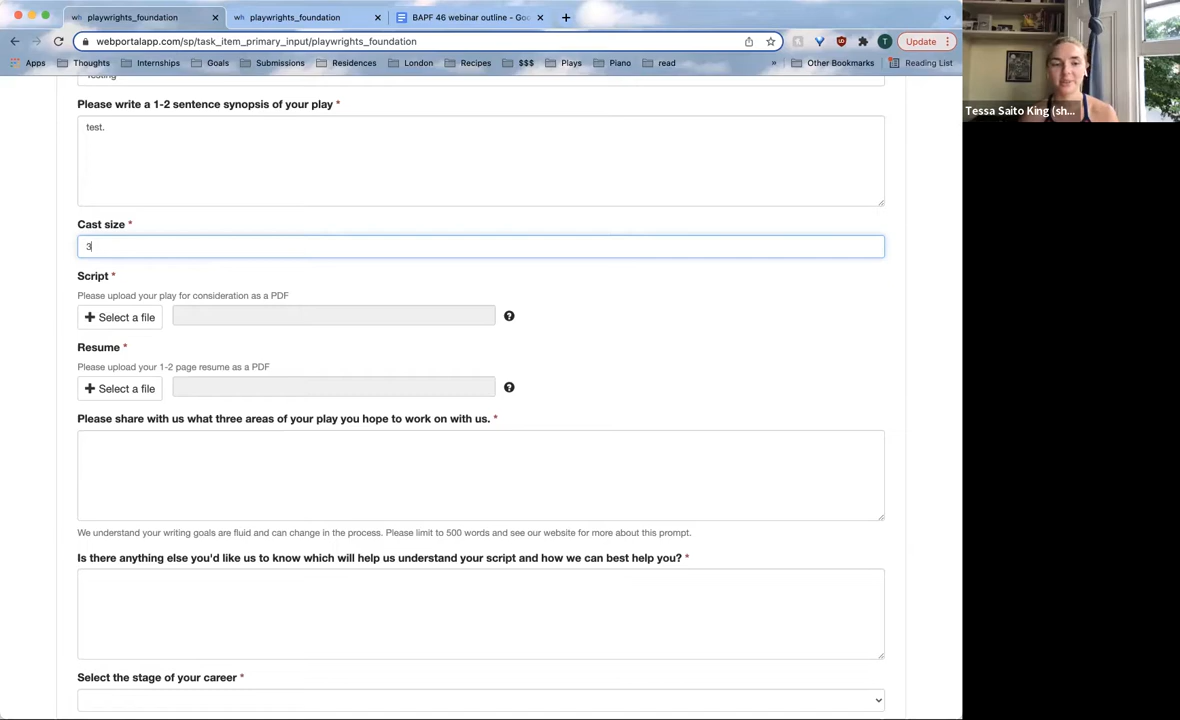 playwrights_foundation
playwrights_foundation
BAPF 46 webinar outline - Goo
webportalapp.com/sp/task_item_primary_input/playwrights_foundation
Update
Apps Thoughts Internships Goals Submissions Residences London Recipes $$$ Plays Piano read » Other Bookmarks Reading List
Testing
Please write a 1-2 sentence synopsis of your play *
test.
Cast size *
3
Script *
Please upload your play for consideration as a PDF
+ Select a file
Resume *
Please upload your 1-2 page resume as a PDF
+ Select a file
Please share with us what three areas of your play you hope to work on with us. *
We understand your writing goals are fluid and can change in the process. Please limit to 500 words and see our website for more about this prompt.
Is there anything else you'd like us to know which will help us understand your script and how we can best help you? *
Select the stage of your career *
Tessa Saito King (sh...